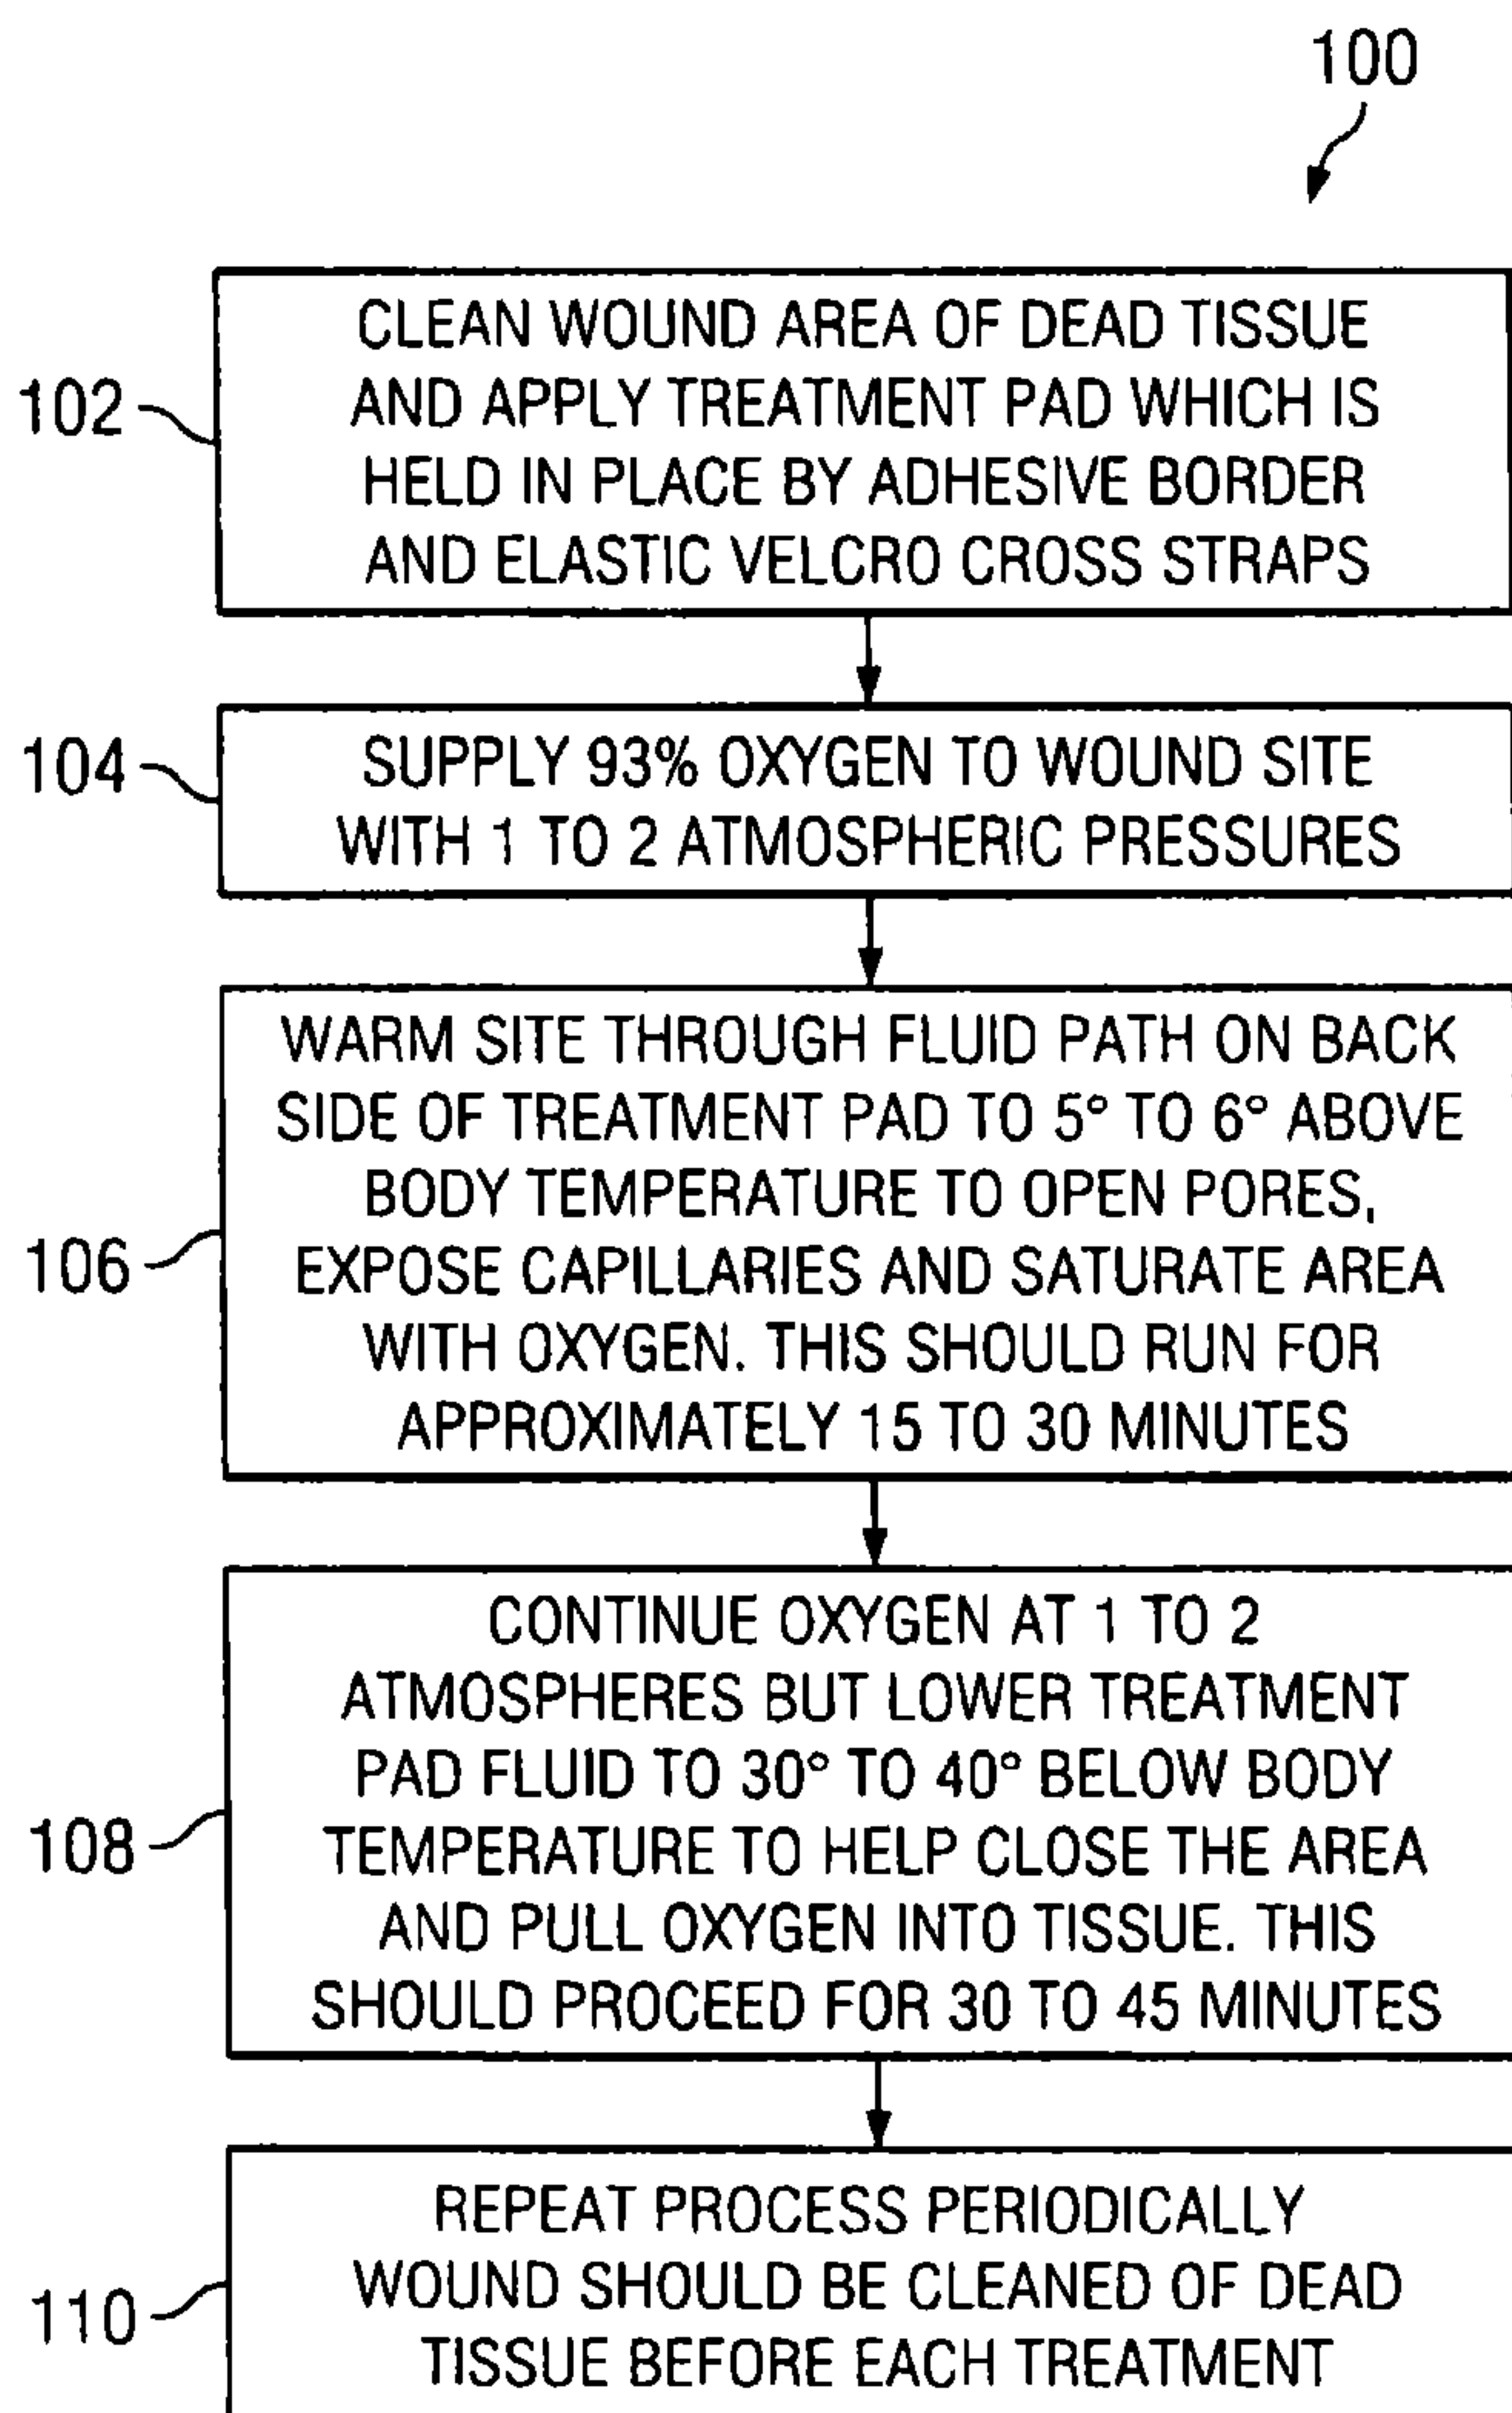 100
CLEAN WOUND AREA OF DEAD TISSUE
AND APPLY TREATMENT PAD WHICH IS
HELD IN PLACE BY ADHESIVE BORDER
AND ELASTIC VELCRO CROSS STRAPS
102
SUPPLY 93% OXYGEN TO WOUND SITE
WITH 1 TO 2 ATMOSPHERIC PRESSURES
104
WARM SITE THROUGH FLUID PATH ON BACK
SIDE OF TREATMENT PAD TO 5° TO 6° ABOVE
BODY TEMPERATURE TO OPEN PORES,
EXPOSE CAPILLARIES AND SATURATE AREA
WITH OXYGEN. THIS SHOULD RUN FOR
APPROXIMATELY 15 TO 30 MINUTES
106
CONTINUE OXYGEN AT 1 TO 2
ATMOSPHERES BUT LOWER TREATMENT
PAD FLUID TO 30° TO 40° BELOW BODY
TEMPERATURE TO HELP CLOSE THE AREA
AND PULL OXYGEN INTO TISSUE. THIS
SHOULD PROCEED FOR 30 TO 45 MINUTES
108
REPEAT PROCESS PERIODICALLY
WOUND SHOULD BE CLEANED OF DEAD
TISSUE BEFORE EACH TREATMENT
110